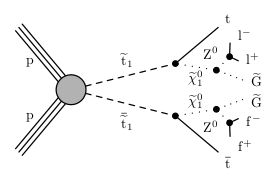 t
l⁻
Z⁰
l⁺
p
t̃₁
χ̃₁⁰
G̃
χ̃₁⁰
G̃
p
t̃̄₁
Z⁰
f⁻
f⁺
t̄